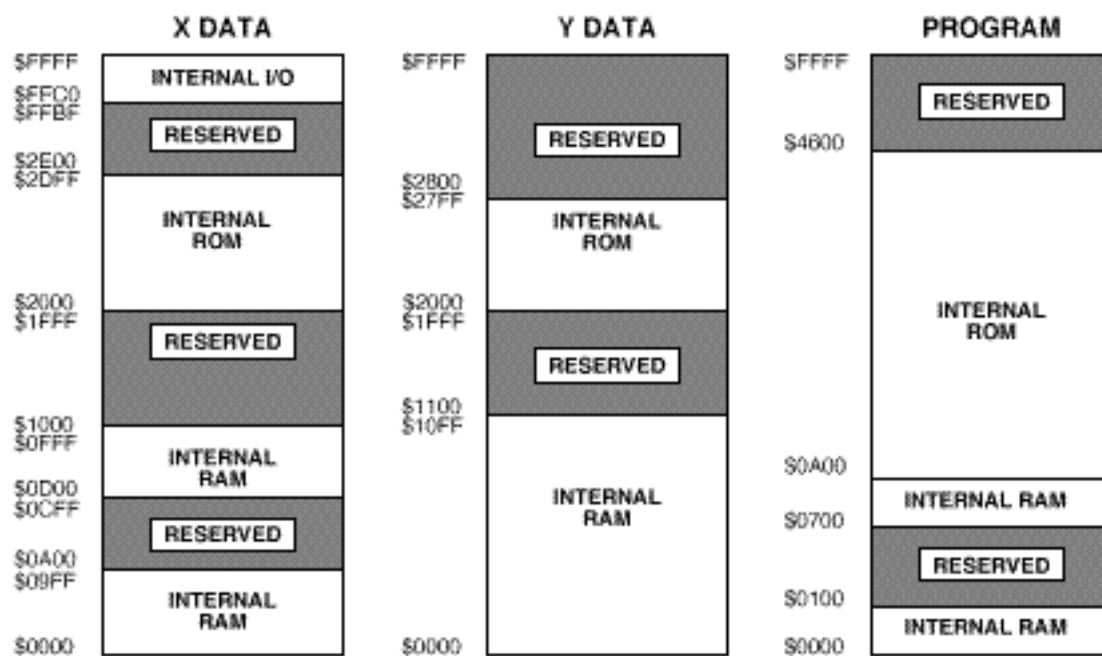 X DATA
$FFFF
INTERNAL I/O
$FFC0
$FFBF
RESERVED
$2E00
$2DFF
INTERNAL
ROM
$2000
$1FFF
RESERVED
$1000
$0FFF
INTERNAL
RAM
$0D00
$0CFF
RESERVED
$0A00
$09FF
INTERNAL
RAM
$0000
Y DATA
$FFFF
RESERVED
$2800
$27FF
INTERNAL
ROM
$2000
$1FFF
RESERVED
$1100
$10FF
INTERNAL
RAM
$0000
PROGRAM
$FFFF
RESERVED
$4600
INTERNAL
ROM
$0A00
INTERNAL RAM
$0700
RESERVED
$0100
INTERNAL RAM
$0000